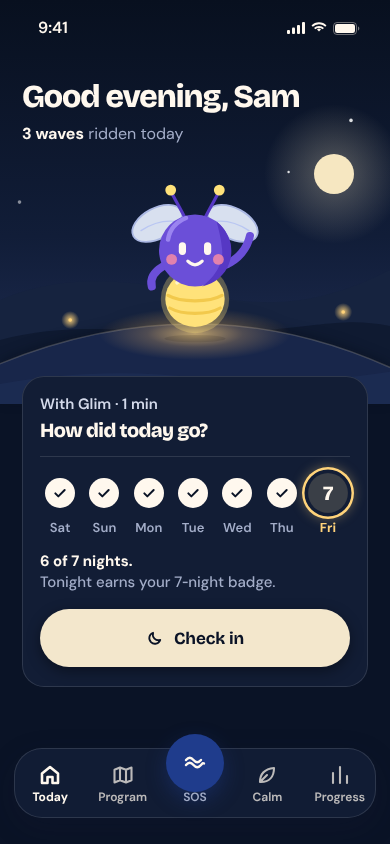 9:41
Good evening, Sam
3 waves ridden today
With Glim · 1 min
How did today go?
7
Sat Sun Mon Tue Wed Thu Fri
6 of 7 nights.
Tonight earns your 7-night badge.
Check in
Today Program SOS Calm Progress